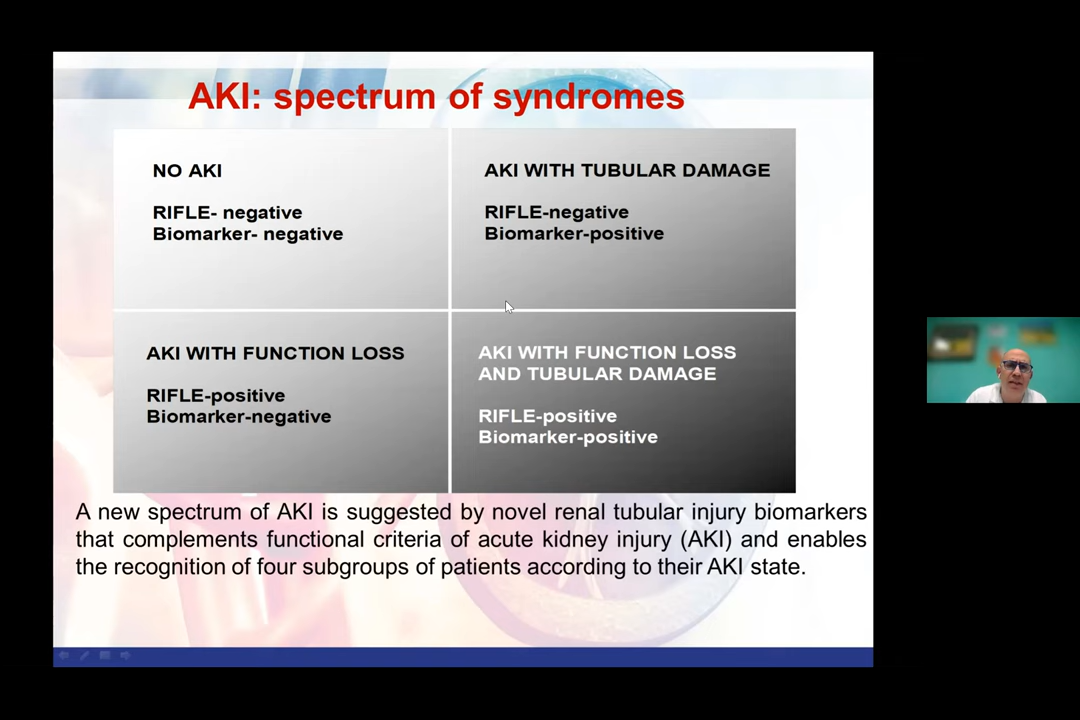 AKI: spectrum of syndromes
NO AKI
RIFLE- negative
Biomarker- negative
AKI WITH TUBULAR DAMAGE
RIFLE-negative
Biomarker-positive
AKI WITH FUNCTION LOSS
RIFLE-positive
Biomarker-negative
AKI WITH FUNCTION LOSS
AND TUBULAR DAMAGE
RIFLE-positive
Biomarker-positive
A new spectrum of AKI is suggested by novel renal tubular injury biomarkers
that complements functional criteria of acute kidney injury (AKI) and enables
the recognition of four subgroups of patients according to their AKI state.